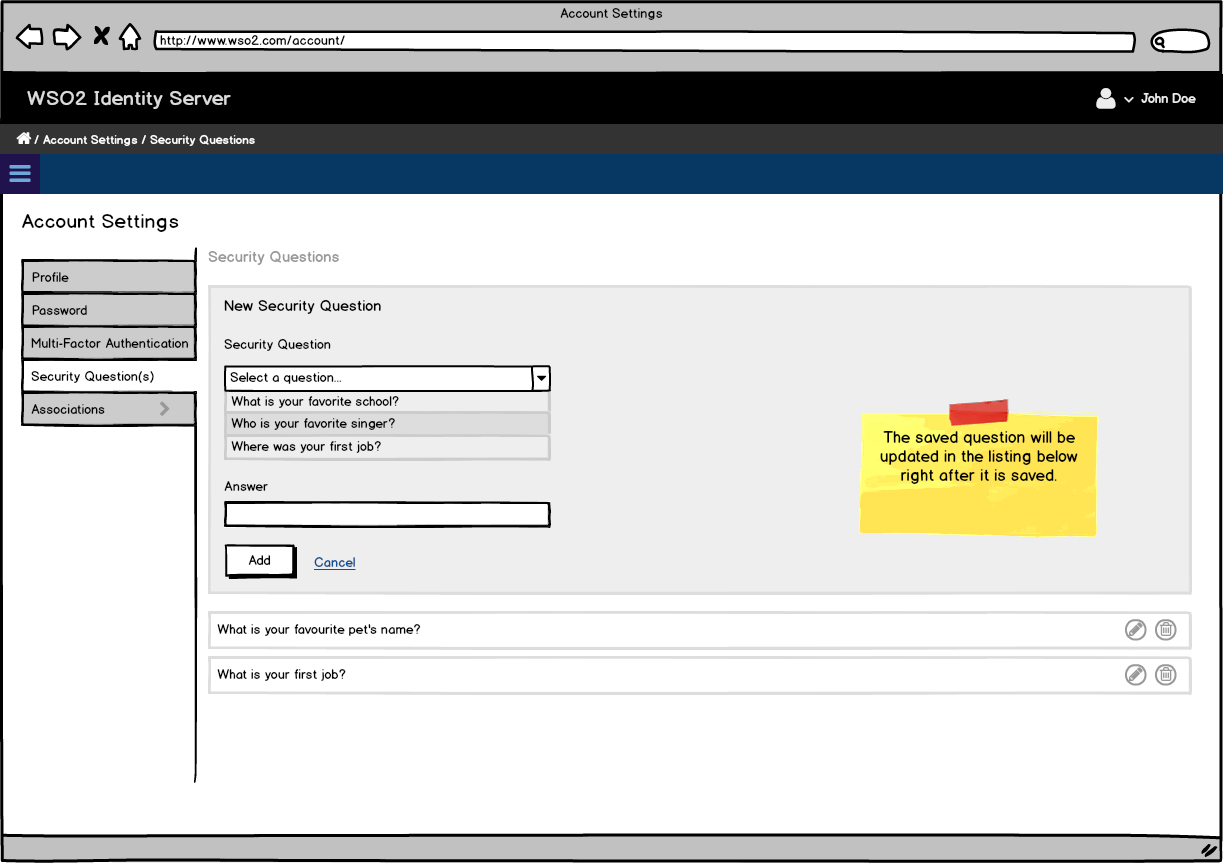 Account Settings
http://www.wso2.com/account/
WSO2 Identity Server
John Doe
/ Account Settings / Security Questions
Account Settings
Profile
Password
Multi-Factor Authentication
Security Question(s)
Associations
Security Questions
New Security Question
Security Question
Select a question...
What is your favorite school?
Who is your favorite singer?
Where was your first job?
Answer
Add
Cancel
The saved question will be
updated in the listing below
right after it is saved.
What is your favourite pet's name?
What is your first job?